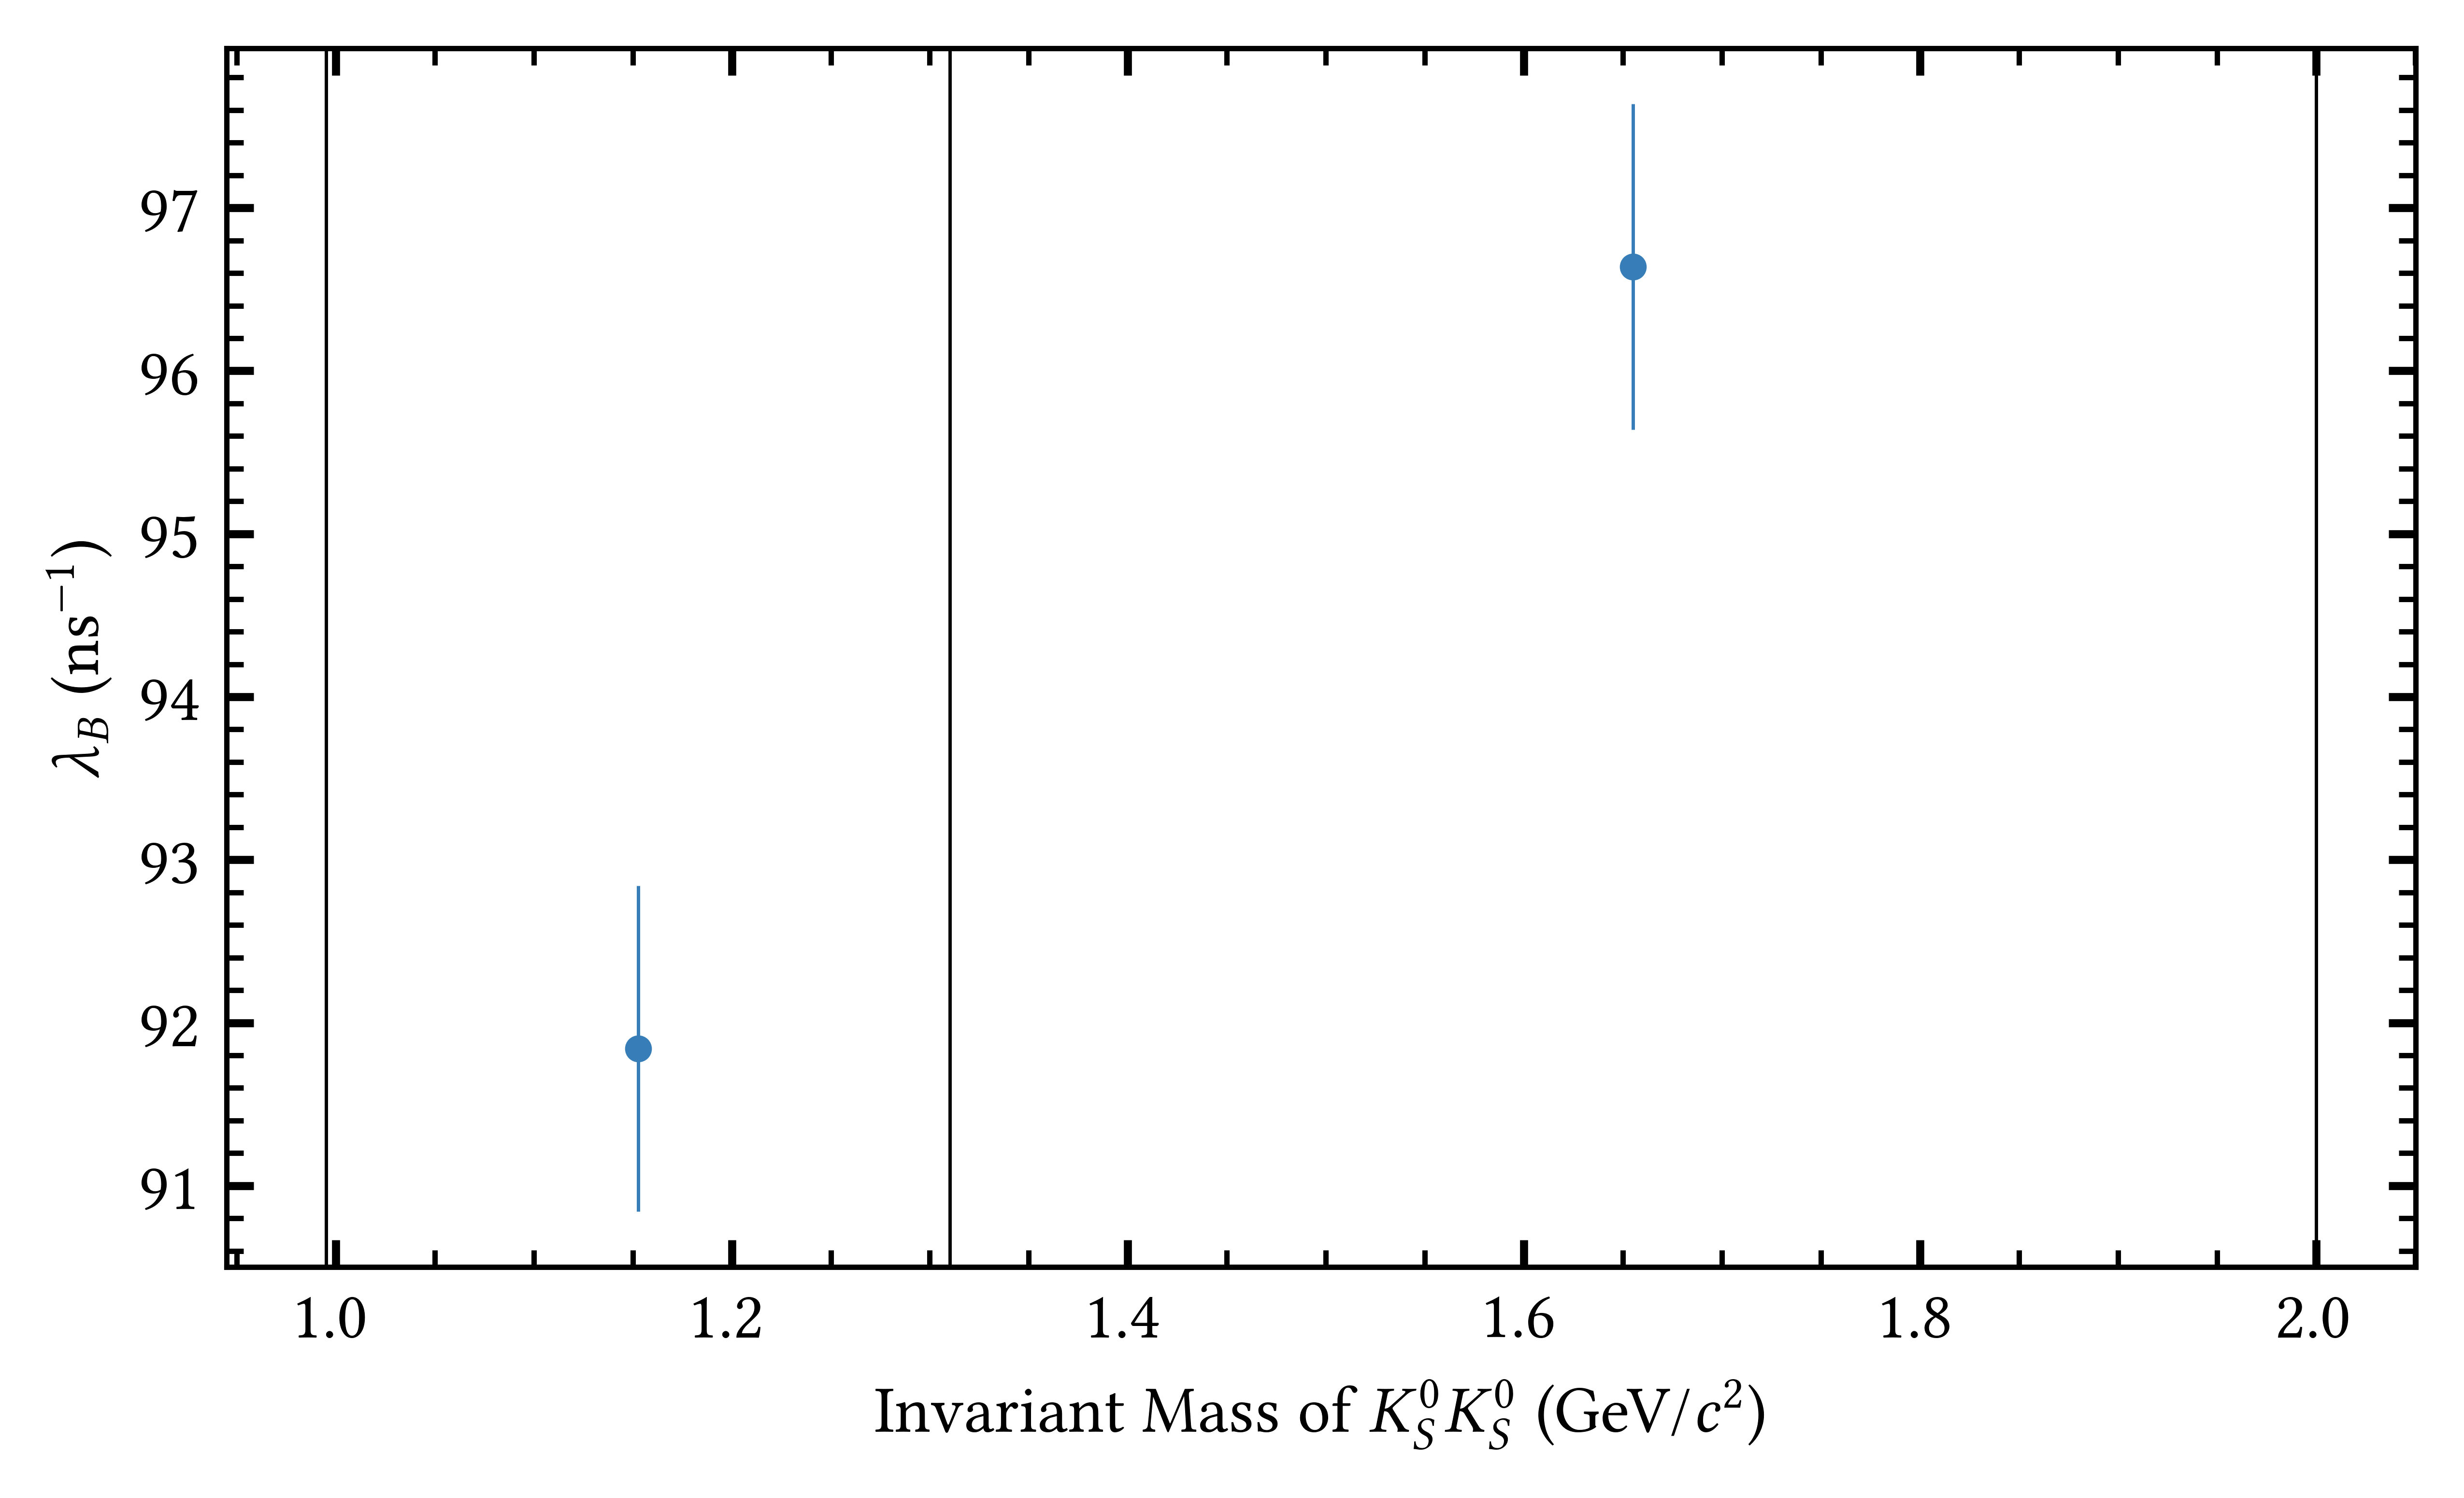 λ_B (ns⁻¹)
97
96
95
94
93
92
91
1.0 1.2 1.4 1.6 1.8 2.0
Invariant Mass of K_S^0 K_S^0 (GeV/c²)